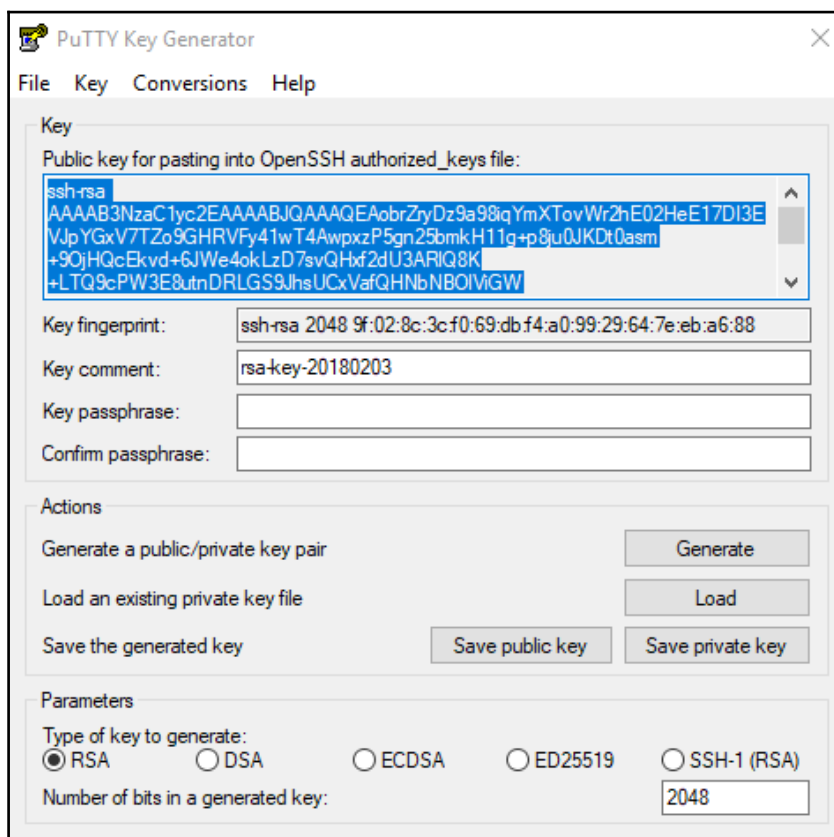 PuTTY Key Generator
File Key Conversions Help
Key
Public key for pasting into OpenSSH authorized_keys file:
ssh-rsa
AAAAB3NzaC1yc2EAAAABJQAAAQEAobrZryDz9a98iqYmXTovWr2hE02HeE17DI3E
VJpYGxV7TZo9GHRVFy41wT4AwpxzP5gn25bmkH11g+p8ju0JKDt0asm
+9OjHQcEkvd+6JWe4okLzD7svQHxf2dU3ARIQ8K
+LTQ9cPW3E8utnDRLGS9JhsUCxVafQHNbNBOlViGW
Key fingerprint: ssh-rsa 2048 9f:02:8c:3c:f0:69:db:f4:a0:99:29:64:7e:eb:a6:88
Key comment: rsa-key-20180203
Key passphrase:
Confirm passphrase:
Actions
Generate a public/private key pair Generate
Load an existing private key file Load
Save the generated key Save public key Save private key
Parameters
Type of key to generate:
RSA DSA ECDSA ED25519 SSH-1 (RSA)
Number of bits in a generated key: 2048